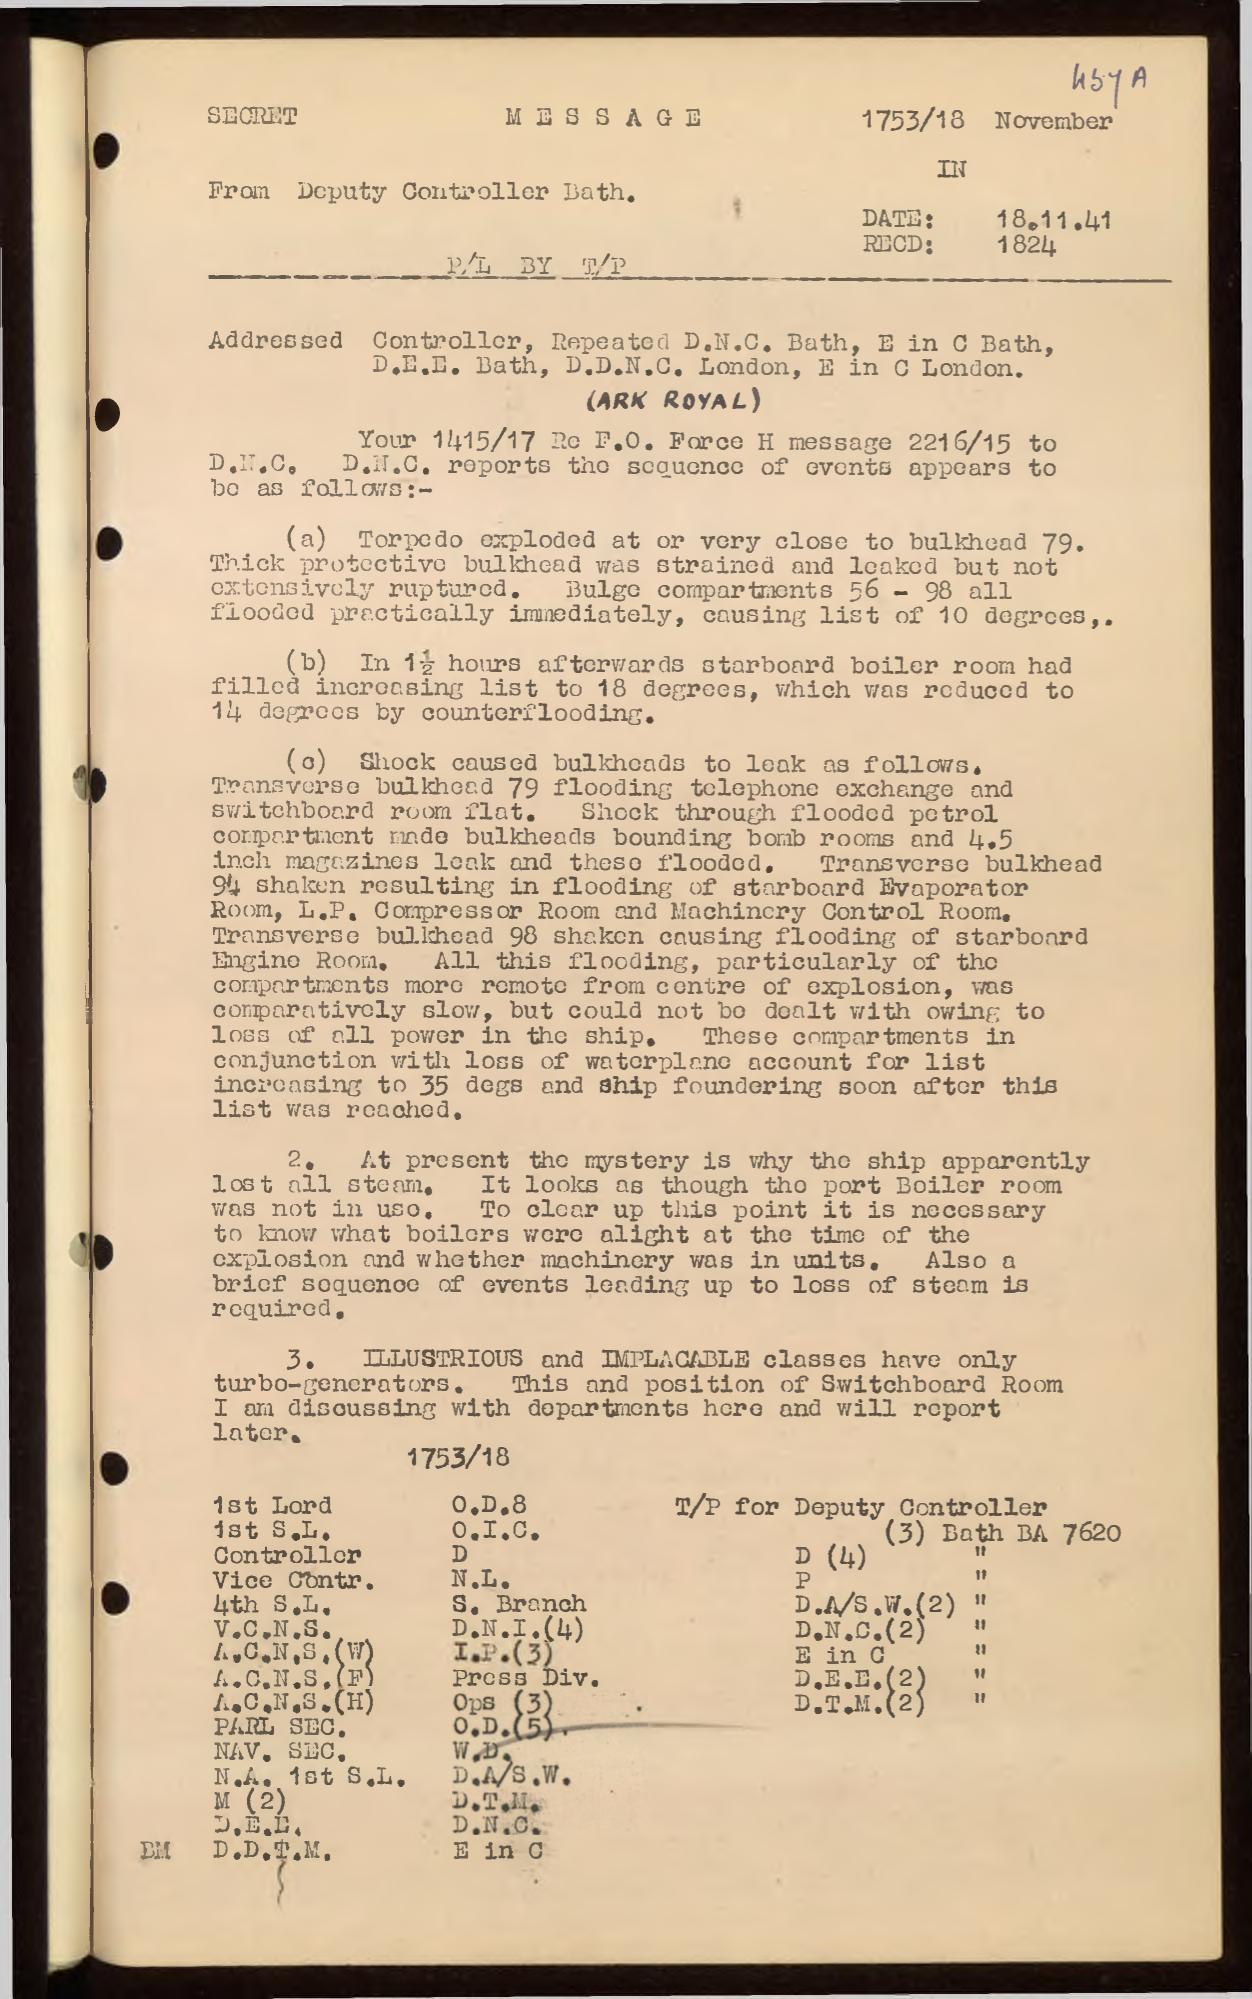 457A
SECRET M E S S A G E 1753/18 November
IN
From Deputy Controller Bath.
DATE: 18.11.41
RECD: 1824
P/L BY T/P
Addressed Controller, Repeated D.N.C. Bath, E in C Bath,
D.E.E. Bath, D.D.N.C. London, E in C London.
(ARK ROYAL)
Your 1415/17 Re F.O. Force H message 2216/15 to
D.N.C. D.N.C. reports the sequence of events appears to
be as follows:-
(a) Torpedo exploded at or very close to bulkhead 79.
Thick protective bulkhead was strained and leaked but not
extensively ruptured. Bulge compartments 56 - 98 all
flooded practically immediately, causing list of 10 degrees,.
(b) In 1½ hours afterwards starboard boiler room had
filled increasing list to 18 degrees, which was reduced to
14 degrees by counterflooding.
(c) Shock caused bulkheads to leak as follows.
Transverse bulkhead 79 flooding telephone exchange and
switchboard room flat. Shock through flooded petrol
compartment made bulkheads bounding bomb rooms and 4.5
inch magazines leak and these flooded. Transverse bulkhead
94 shaken resulting in flooding of starboard Evaporator
Room, L.P. Compressor Room and Machinery Control Room.
Transverse bulkhead 98 shaken causing flooding of starboard
Engine Room. All this flooding, particularly of the
compartments more remote from centre of explosion, was
comparatively slow, but could not be dealt with owing to
loss of all power in the ship. These compartments in
conjunction with loss of waterplane account for list
increasing to 35 degs and ship foundering soon after this
list was reached.
2. At present the mystery is why the ship apparently
lost all steam. It looks as though the port Boiler room
was not in use. To clear up this point it is necessary
to know what boilers were alight at the time of the
explosion and whether machinery was in units. Also a
brief sequence of events leading up to loss of steam is
required.
3. ILLUSTRIOUS and IMPLACABLE classes have only
turbo-generators. This and position of Switchboard Room
I am discussing with departments here and will report
later.
1753/18
1st Lord O.D.8 T/P for Deputy Controller
1st S.L. O.I.C. (3) Bath BA 7620
Controller D D (4) "
Vice Contr. N.L. P "
4th S.L. S. Branch D.A/S.W.(2) "
V.C.N.S. D.N.I.(4) D.N.C.(2) "
A.C.N.S.(W) I.P.(3) E in C "
A.C.N.S.(F) Press Div. D.E.E.(2) "
A.C.N.S.(H) Ops (3) D.T.M.(2) "
PARL SEC. O.D.(5).
NAV. SEC. W.D.
N.A. 1st S.L. D.A/S.W.
M (2) D.T.M.
D.E.E. D.N.C.
BM D.D.T.M. E in C